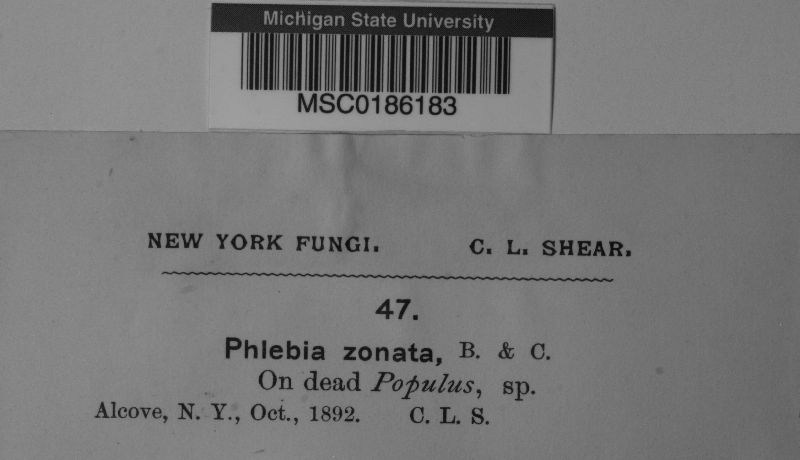 Michigan State University
MSC0186183
NEW YORK FUNGI. C. L. SHEAR.
47.
Phlebia zonata, B. & C.
On dead Populus, sp.
Alcove, N. Y., Oct., 1892. C. L. S.